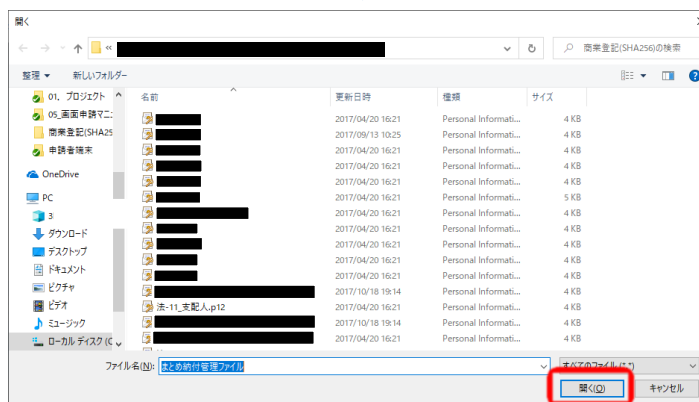 開く
商業登記(SHA256)の検索
整理 新しいフォルダー
01．プロジェクト
05_画面申請マニュ
商業登記(SHA25
申請者端末
OneDrive
PC
3
ダウンロード
デスクトップ
ドキュメント
ピクチャ
ビデオ
ミュージック
ローカル ディスク (C
名前 更新日時 種類 サイズ
2017/04/20 16:21 Personal Informati... 4 KB
2017/09/13 10:25 Personal Informati... 4 KB
2017/04/20 16:21 Personal Informati... 4 KB
2017/04/20 16:21 Personal Informati... 4 KB
2017/04/20 16:21 Personal Informati... 4 KB
2017/04/20 16:21 Personal Informati... 5 KB
2017/04/20 16:21 Personal Informati... 4 KB
2017/04/20 16:21 Personal Informati... 4 KB
2017/04/20 16:21 Personal Informati... 4 KB
2017/04/20 16:21 Personal Informati... 4 KB
2017/04/20 16:21 Personal Informati... 4 KB
2017/10/18 19:14 Personal Informati... 4 KB
法-11_支配人.p12 2017/04/20 16:21 Personal Informati... 4 KB
2017/10/18 19:14 Personal Informati... 4 KB
2017/04/20 16:21 Personal Informati... 4 KB
ファイル名(N): まとめ納付管理ファイル すべてのファイル (*.*)
開く(O) キャンセル